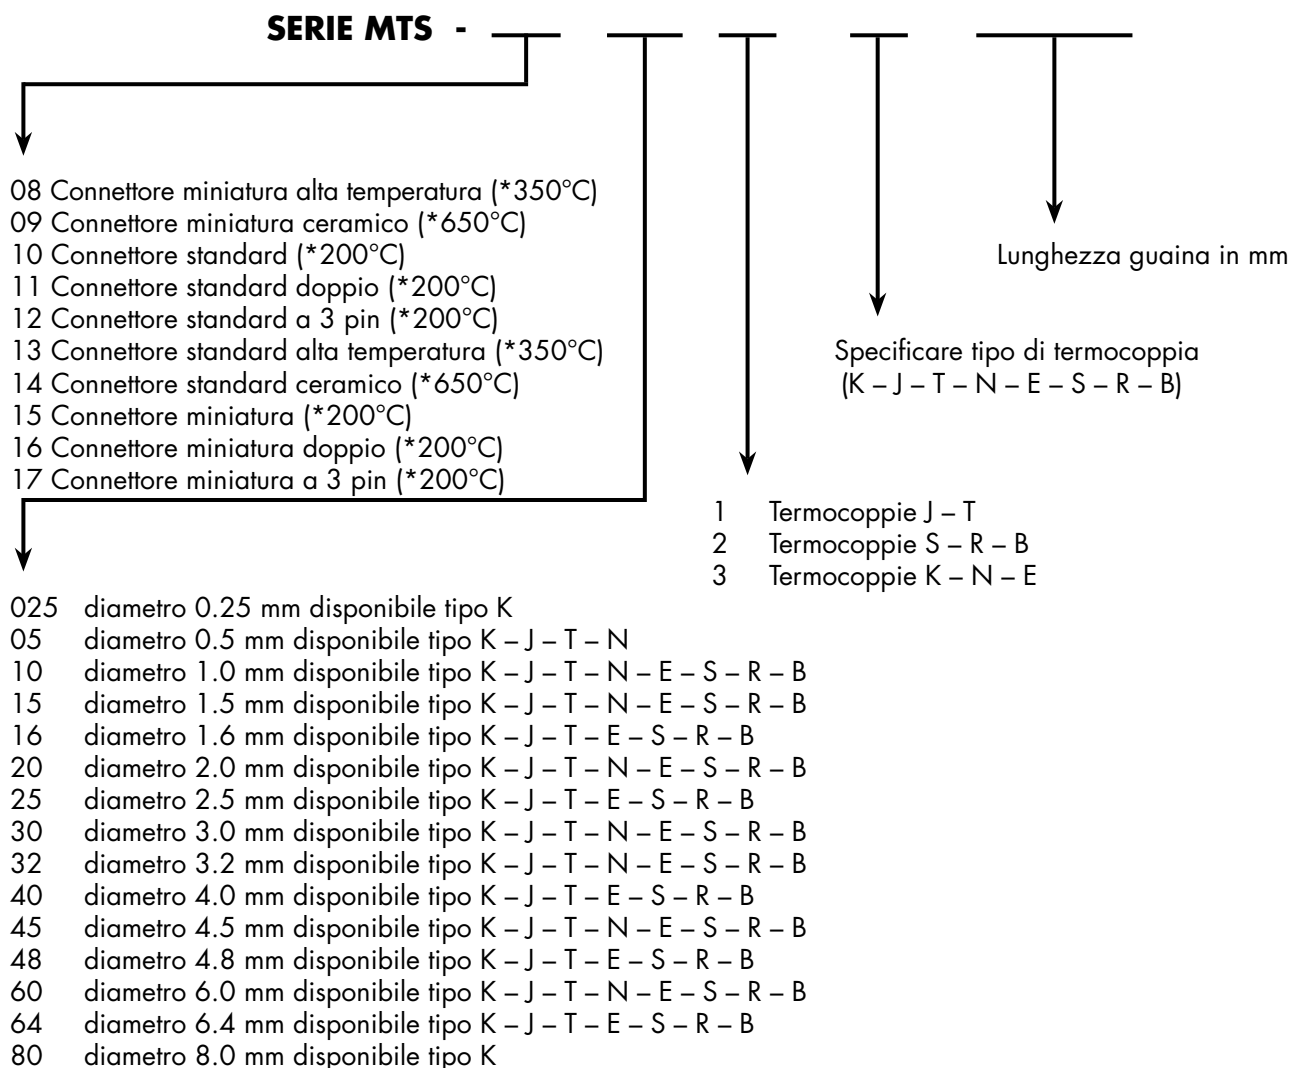 SERIE MTS -
08 Connettore miniatura alta temperatura (*350°C)
09 Connettore miniatura ceramico (*650°C)
10 Connettore standard (*200°C)
11 Connettore standard doppio (*200°C)
12 Connettore standard a 3 pin (*200°C)
13 Connettore standard alta temperatura (*350°C)
14 Connettore standard ceramico (*650°C)
15 Connettore miniatura (*200°C)
16 Connettore miniatura doppio (*200°C)
17 Connettore miniatura a 3 pin (*200°C)
Lunghezza guaina in mm
Specificare tipo di termocoppia
(K – J – T – N – E – S – R – B)
1 Termocoppie J – T
2 Termocoppie S – R – B
3 Termocoppie K – N – E
025 diametro 0.25 mm disponibile tipo K
05 diametro 0.5 mm disponibile tipo K – J – T – N
10 diametro 1.0 mm disponibile tipo K – J – T – N – E – S – R – B
15 diametro 1.5 mm disponibile tipo K – J – T – N – E – S – R – B
16 diametro 1.6 mm disponibile tipo K – J – T – E – S – R – B
20 diametro 2.0 mm disponibile tipo K – J – T – N – E – S – R – B
25 diametro 2.5 mm disponibile tipo K – J – T – E – S – R – B
30 diametro 3.0 mm disponibile tipo K – J – T – N – E – S – R – B
32 diametro 3.2 mm disponibile tipo K – J – T – N – E – S – R – B
40 diametro 4.0 mm disponibile tipo K – J – T – E – S – R – B
45 diametro 4.5 mm disponibile tipo K – J – T – N – E – S – R – B
48 diametro 4.8 mm disponibile tipo K – J – T – E – S – R – B
60 diametro 6.0 mm disponibile tipo K – J – T – N – E – S – R – B
64 diametro 6.4 mm disponibile tipo K – J – T – E – S – R – B
80 diametro 8.0 mm disponibile tipo K